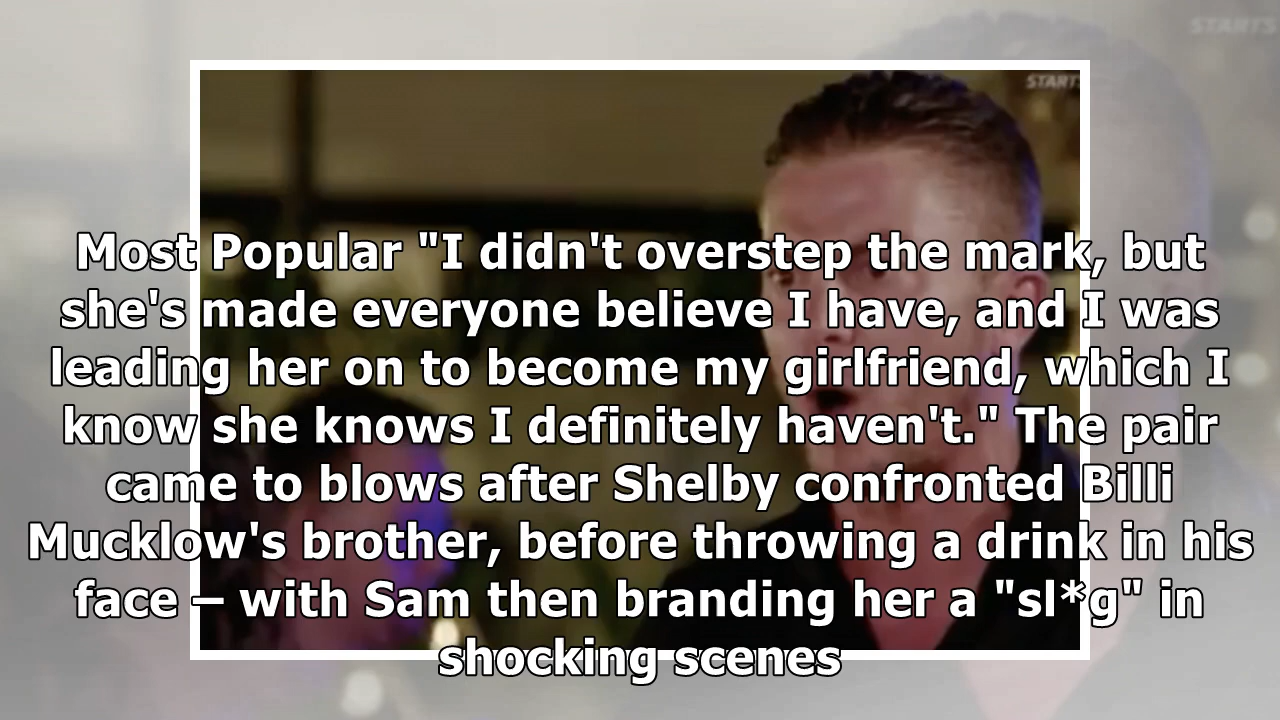 STARTS
STARTS
Most Popular "I didn't overstep the mark, but
she's made everyone believe I have, and I was
leading her on to become my girlfriend, which I
know she knows I definitely haven't." The pair
came to blows after Shelby confronted Billi
Mucklow's brother, before throwing a drink in his
face — with Sam then branding her a "sl*g" in
shocking scenes